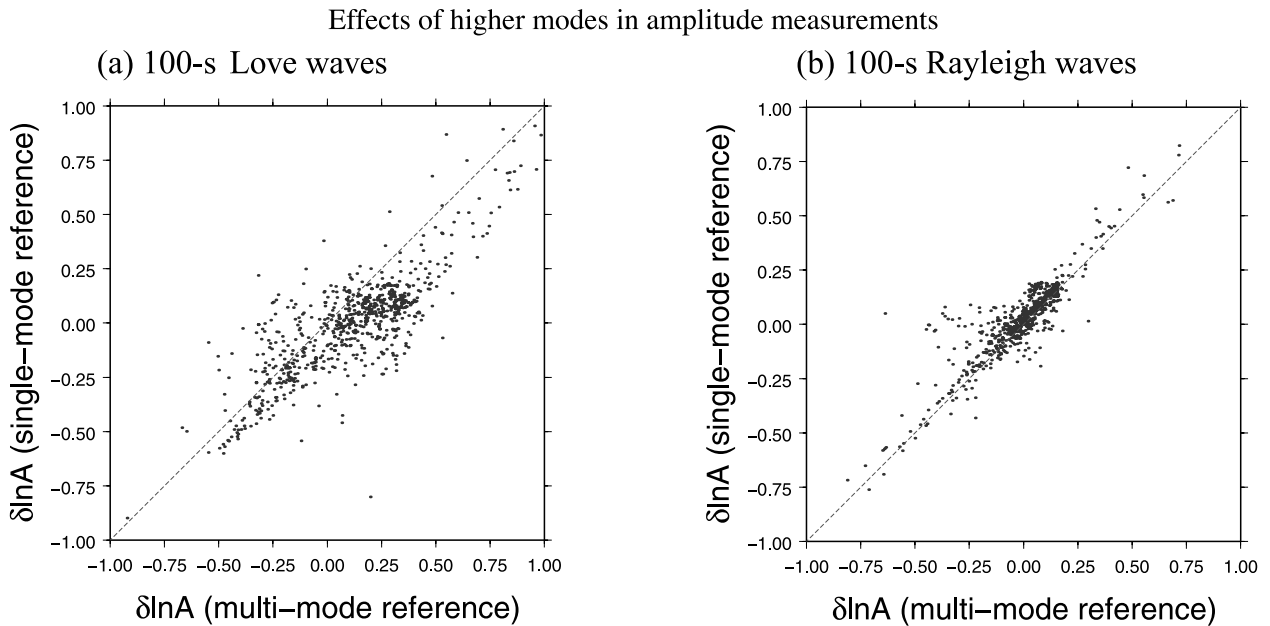 Effects of higher modes in amplitude measurements
(a) 100-s Love waves
1.00
0.75
0.50
0.25
0.00
−0.25
−0.50
−0.75
−1.00
δlnA (single−mode reference)
−1.00 −0.75 −0.50 −0.25 0.00 0.25 0.50 0.75 1.00
δlnA (multi−mode reference)
(b) 100-s Rayleigh waves
1.00
0.75
0.50
0.25
0.00
−0.25
−0.50
−0.75
−1.00
δlnA (single−mode reference)
−1.00 −0.75 −0.50 −0.25 0.00 0.25 0.50 0.75 1.00
δlnA (multi−mode reference)